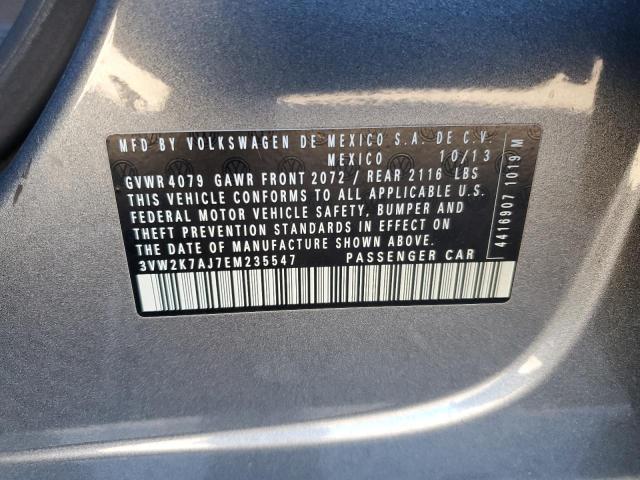 MFD BY VOLKSWAGEN DE MEXICO S.A. DE C.V.
MEXICO 10/13
GVWR 4079 GAWR FRONT 2072 / REAR 2116 LBS
THIS VEHICLE CONFORMS TO ALL APPLICABLE U.S.
FEDERAL MOTOR VEHICLE SAFETY, BUMPER AND
THEFT PREVENTION STANDARDS IN EFFECT ON
THE DATE OF MANUFACTURE SHOWN ABOVE.
3VW2K7AJ7EM235547 PASSENGER CAR
4416907 1019 M